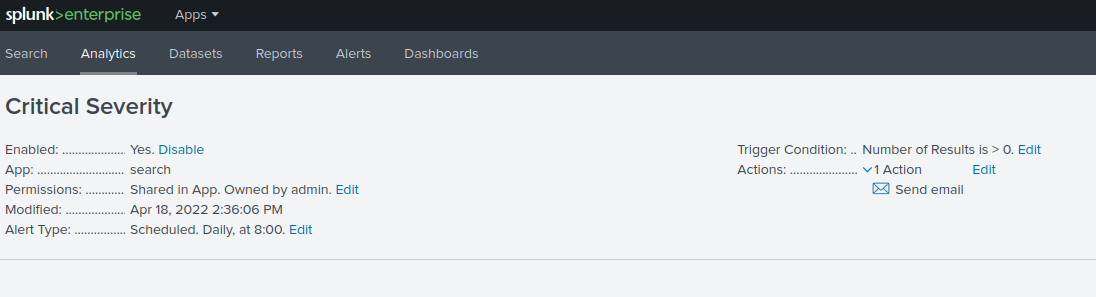 splunk>enterprise Apps
Search Analytics Datasets Reports Alerts Dashboards
Critical Severity
Enabled: .................... Yes. Disable
App: ............................ search
Permissions: ............ Shared in App. Owned by admin. Edit
Modified: ................... Apr 18, 2022 2:36:06 PM
Alert Type: ................ Scheduled. Daily, at 8:00. Edit
Trigger Condition: .. Number of Results is > 0. Edit
Actions: ..................... 1 Action Edit
Send email